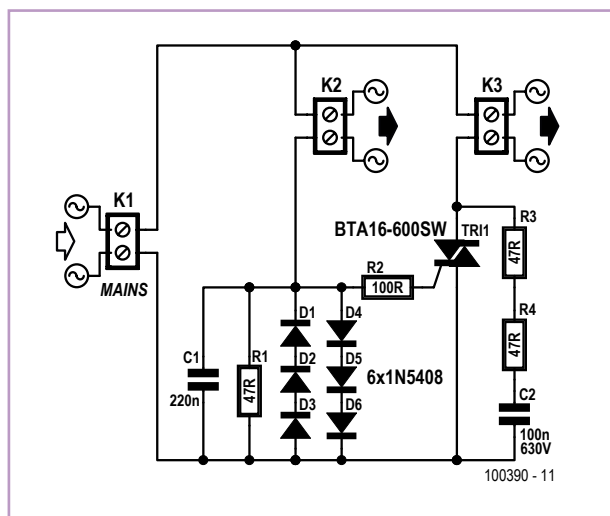 K2
K3
K1
MAINS
BTA16-600SW
TRI1
R3
47R
R2
100R
R4
47R
D1
D4
C1
220n
R1
47R
D2
D5
6x1N5408
D3
D6
C2
100n
630V
100390 - 11